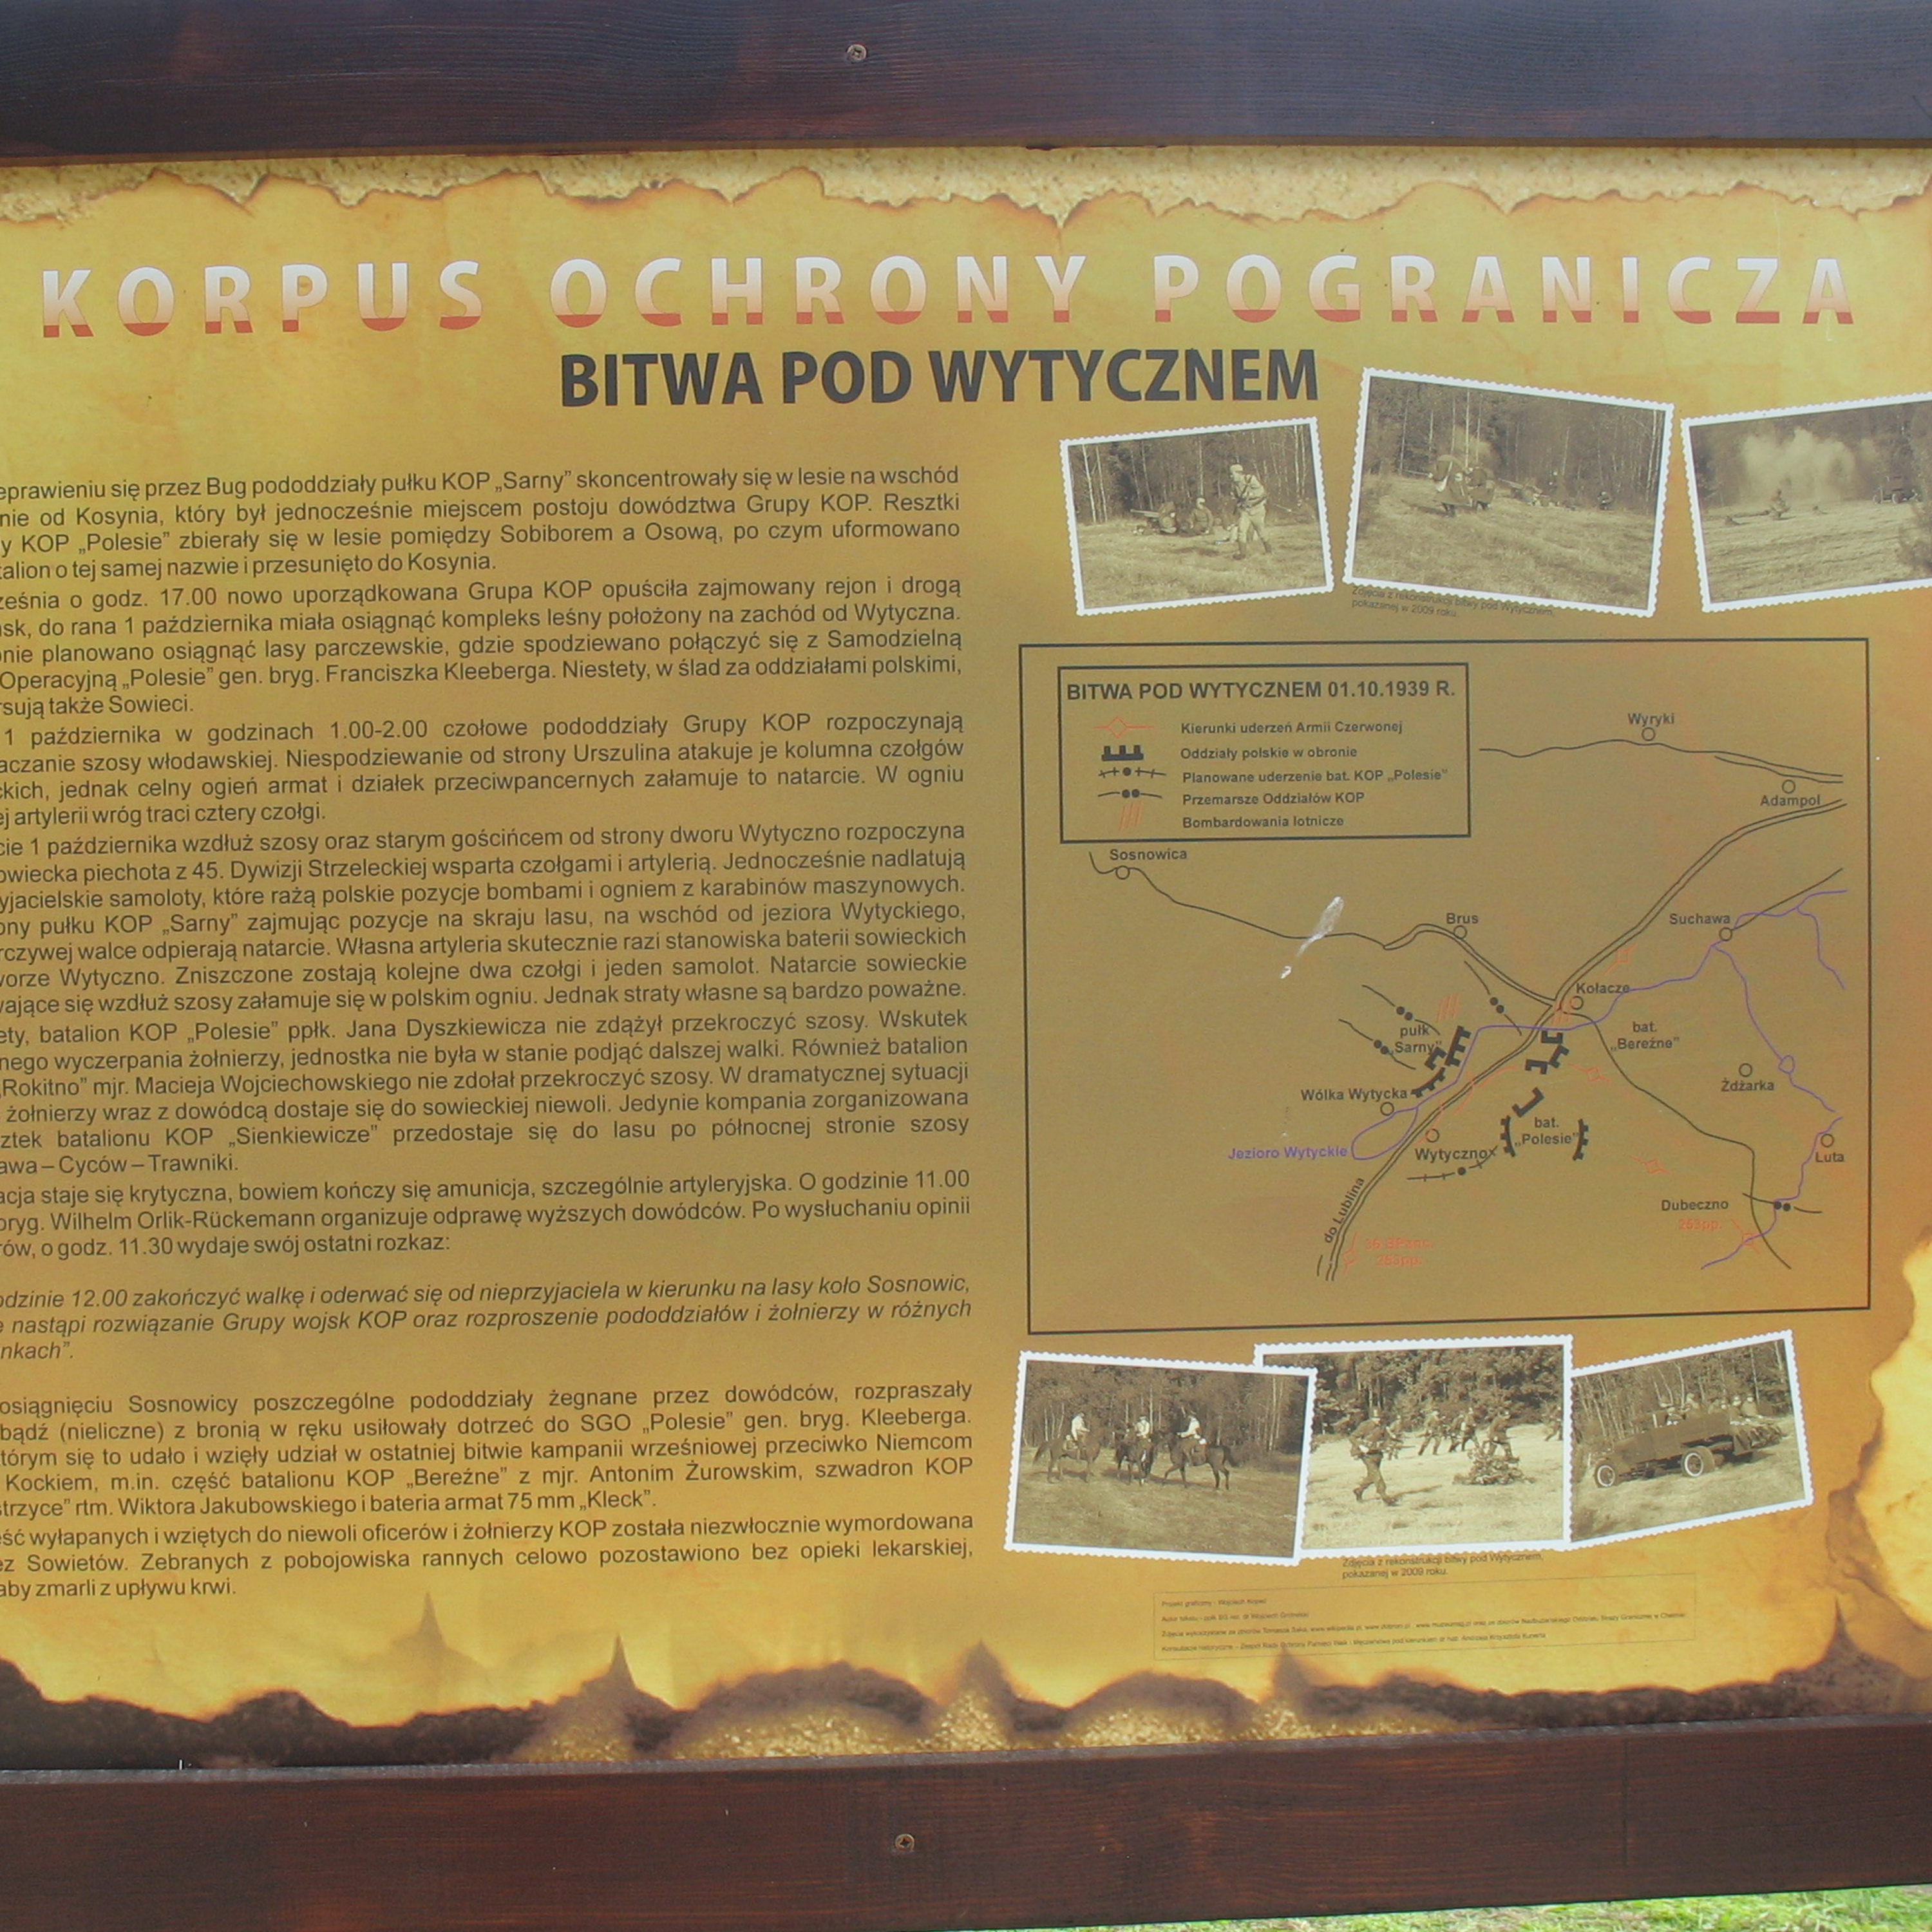 KORPUS OCHRONY POGRANICZA
BITWA POD WYTYCZNEM
eprawieniu się przez Bug pododdziały pułku KOP „Sarny” skoncentrowały się w lesie na wschód
nie od Kosynia, który był jednocześnie miejscem postoju dowództwa Grupy KOP. Resztki
y KOP „Polesie” zbierały się w lesie pomiędzy Sobiborem a Osową, po czym uformowano
talion o tej samej nazwie i przesunięto do Kosynia.
ześnia o godz. 17.00 nowo uporządkowana Grupa KOP opuściła zajmowany rejon i drogą
ńsk, do rana 1 października miała osiągnąć kompleks leśny położony na zachód od Wytyczna.
pnie planowano osiągnąć lasy parczewskie, gdzie spodziewano połączyć się z Samodzielną
Operacyjną „Polesie” gen. bryg. Franciszka Kleeberga. Niestety, w ślad za oddziałami polskimi,
rsują także Sowieci.
1 października w godzinach 1.00-2.00 czołowe pododdziały Grupy KOP rozpoczynają
aczanie szosy włodawskiej. Niespodziewanie od strony Urszulina atakuje je kolumna czołgów
ckich, jednak celny ogień armat i działek przeciwpancernych załamuje to natarcie. W ogniu
ej artylerii wróg traci cztery czołgi.
cie 1 października wzdłuż szosy oraz starym gościńcem od strony dworu Wytyczno rozpoczyna
owiecka piechota z 45. Dywizji Strzeleckiej wsparta czołgami i artylerią. Jednocześnie nadlatują
yjacielskie samoloty, które rażą polskie pozycje bombami i ogniem z karabinów maszynowych.
ony pułku KOP „Sarny” zajmując pozycje na skraju lasu, na wschód od jeziora Wytyckiego,
rczywej walce odpierają natarcie. Własna artyleria skutecznie razi stanowiska baterii sowieckich
worze Wytyczno. Zniszczone zostają kolejne dwa czołgi i jeden samolot. Natarcie sowieckie
wające się wzdłuż szosy załamuje się w polskim ogniu. Jednak straty własne są bardzo poważne.
ety, batalion KOP „Polesie” ppłk. Jana Dyszkiewicza nie zdążył przekroczyć szosy. Wskutek
nego wyczerpania żołnierzy, jednostka nie była w stanie podjąć dalszej walki. Również batalion
„Rokitno” mjr. Macieja Wojciechowskiego nie zdołał przekroczyć szosy. W dramatycznej sytuacji
żołnierzy wraz z dowódcą dostaje się do sowieckiej niewoli. Jedynie kompania zorganizowana
ztek batalionu KOP „Sienkiewicze” przedostaje się do lasu po północnej stronie szosy
awa – Cyców – Trawniki.
acja staje się krytyczna, bowiem kończy się amunicja, szczególnie artyleryjska. O godzinie 11.00
bryg. Wilhelm Orlik-Rückemann organizuje odprawę wyższych dowódców. Po wysłuchaniu opinii
rów, o godz. 11.30 wydaje swój ostatni rozkaz:
odzinie 12.00 zakończyć walkę i oderwać się od nieprzyjaciela w kierunku na lasy koło Sosnowic,
e nastąpi rozwiązanie Grupy wojsk KOP oraz rozproszenie pododdziałów i żołnierzy w różnych
nkach”.
osiągnięciu Sosnowicy poszczególne pododdziały żegnane przez dowódców, rozpraszały
bądź (nieliczne) z bronią w ręku usiłowały dotrzeć do SGO „Polesie” gen. bryg. Kleeberga.
tórym się to udało i wzięły udział w ostatniej bitwie kampanii wrześniowej przeciwko Niemcom
Kockiem, m.in. część batalionu KOP „Bereźne” z mjr. Antonim Żurowskim, szwadron KOP
strzyce” rtm. Wiktora Jakubowskiego i bateria armat 75 mm „Kleck”.
ęść wyłapanych i wziętych do niewoli oficerów i żołnierzy KOP została niezwłocznie wymordowana
ez Sowietów. Zebranych z pobojowiska rannych celowo pozostawiono bez opieki lekarskiej,
aby zmarli z upływu krwi.
Zdjęcia z rekonstrukcji bitwy pod Wytycznem,
pokazanej w 2009 roku.
BITWA POD WYTYCZNEM 01.10.1939 R.
Kierunki uderzeń Armii Czerwonej
Oddziały polskie w obronie
Planowane uderzenie bat. KOP „Polesie”
Przemarsze Oddziałów KOP
Bombardowania lotnicze
Wyryki
Adampol
Sosnowica
Brus
Suchawa
Kołacze
pułk
„Sarny”
bat.
„Bereźne”
Żdżarka
Wólka Wytycka
bat.
„Polesie”
Jezioro Wytyckie
Wytyczno
Luta
do Lublina
Dubeczno
253pp.
253pp.
Zdjęcia z rekonstrukcji bitwy pod Wytycznem,
pokazanej w 2009 roku.
Projekt graficzny - Wojciech